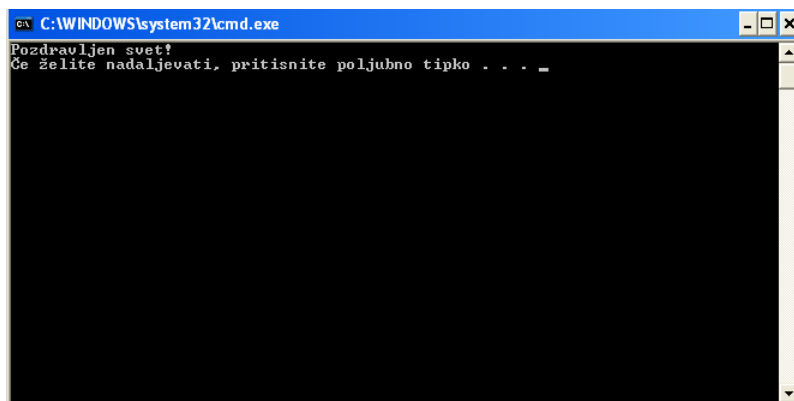 C:\WINDOWS\system32\cmd.exe
Pozdravljen svet!
Če želite nadaljevati, pritisnite poljubno tipko . . . _